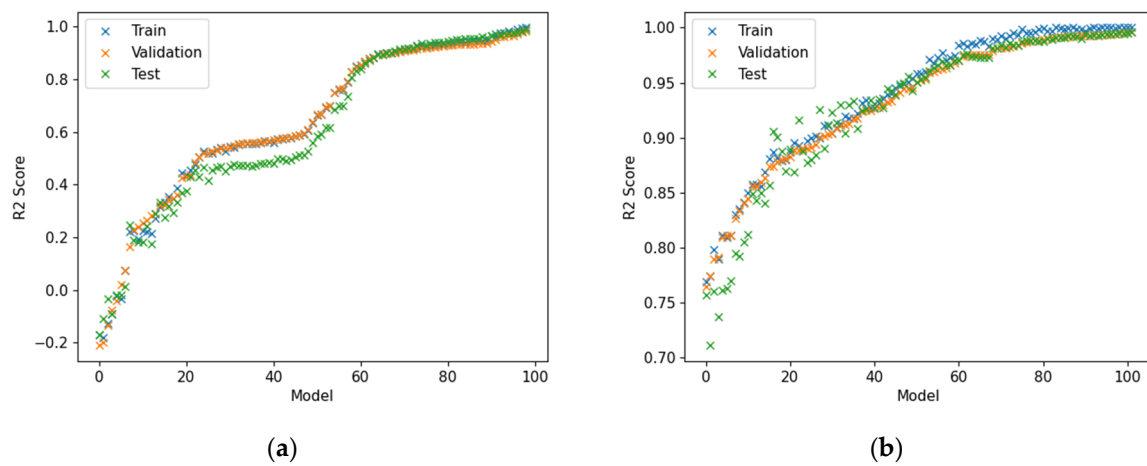 1.0
0.8
0.6
0.4
0.2
0.0
−0.2
R2 Score
Train
Validation
Test
0 20 40 60 80 100
Model
(a)
1.00
0.95
0.90
0.85
0.80
0.75
0.70
R2 Score
Train
Validation
Test
0 20 40 60 80 100
Model
(b)